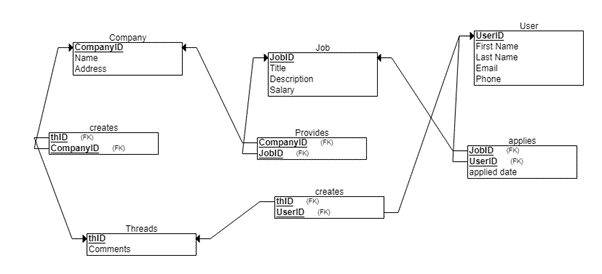 Company
CompanyID
Name
Address
Job
JobID
Title
Description
Salary
User
UserID
First Name
Last Name
Email
Phone
creates
thID (FK)
CompanyID (FK)
Provides
CompanyID (FK)
JobID (FK)
applies
JobID (FK)
UserID (FK)
applied date
creates
thID (FK)
UserID (FK)
Threads
thID
Comments